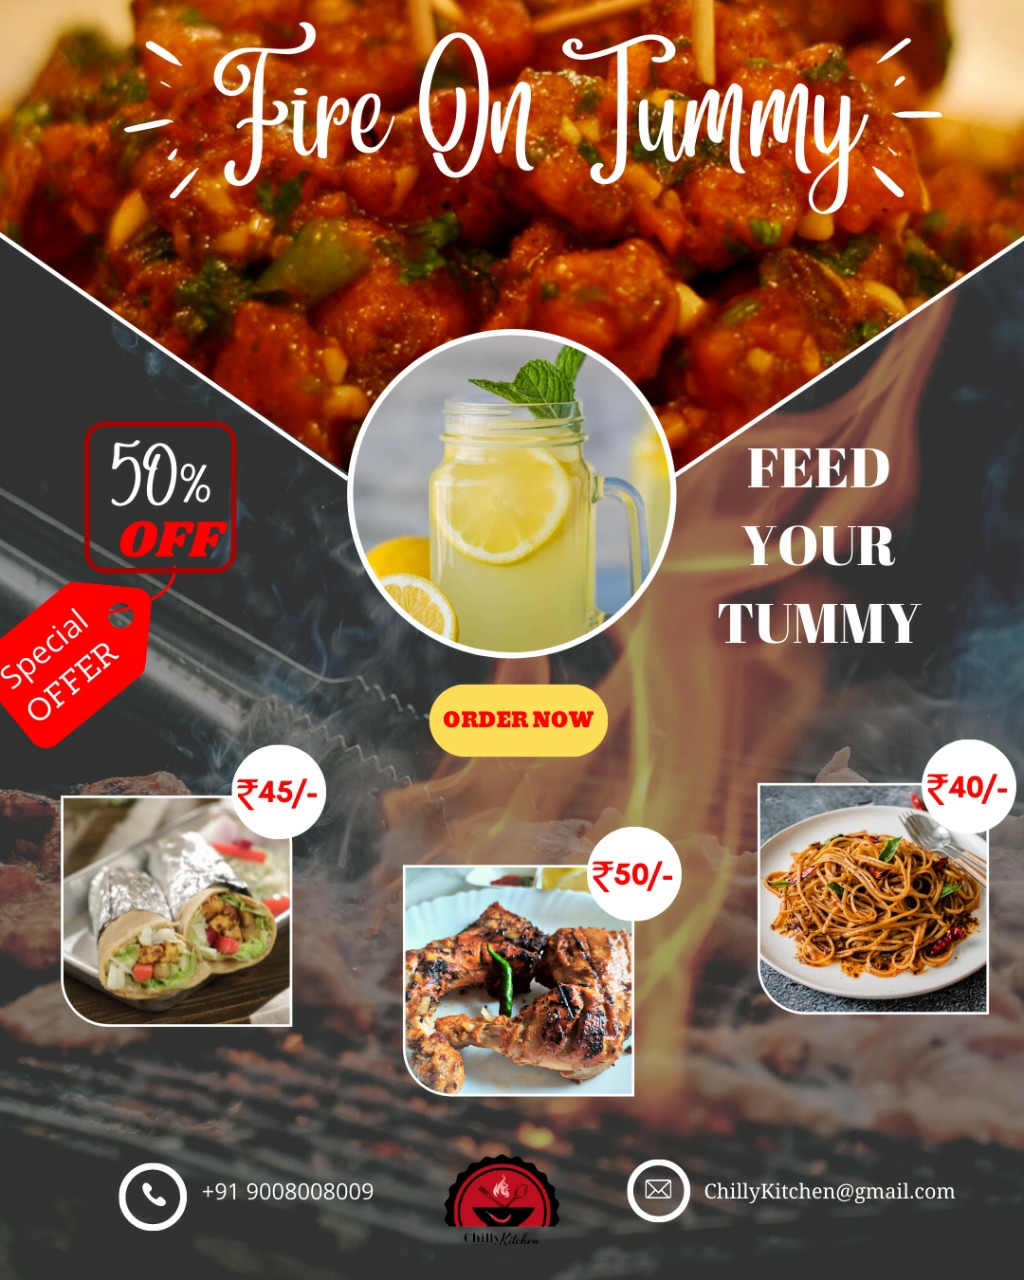 Fire On Tummy
50%
OFF
Special
OFFER
FEED
YOUR
TUMMY
ORDER NOW
₹45/-
₹50/-
₹40/-
+91 9008008009
ChillyKitchen
ChillyKitchen@gmail.com